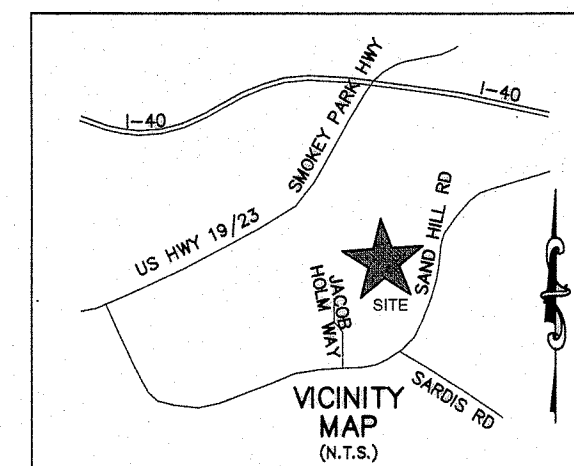 I-40
I-40
SMOKEY PARK HWY
US HWY 19/23
SAND HILL RD
SITE
JACOB
HOLM WAY
SARDIS RD
VICINITY
MAP
(N.T.S.)